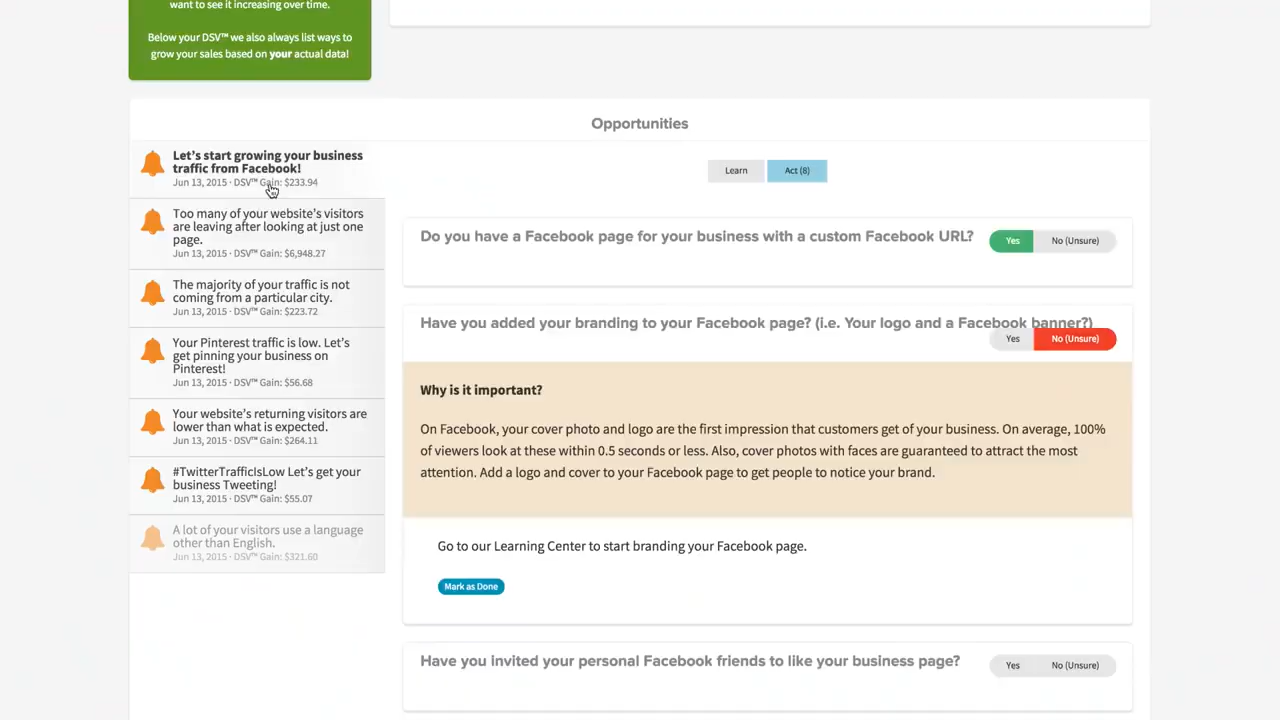 want to see it increasing over time.
Below your DSV™ we also always list ways to
grow your sales based on your actual data!
Opportunities
Let's start growing your business
traffic from Facebook!
Jun 13, 2015 · DSV™ Gain: $233.94
Too many of your website's visitors
are leaving after looking at just one
page.
Jun 13, 2015 · DSV™ Gain: $6,948.27
The majority of your traffic is not
coming from a particular city.
Jun 13, 2015 · DSV™ Gain: $223.72
Your Pinterest traffic is low. Let's
get pinning your business on
Pinterest!
Jun 13, 2015 · DSV™ Gain: $56.68
Your website's returning visitors are
lower than what is expected.
Jun 13, 2015 · DSV™ Gain: $264.11
#TwitterTrafficIsLow Let's get your
business Tweeting!
Jun 13, 2015 · DSV™ Gain: $55.07
A lot of your visitors use a language
other than English.
Jun 13, 2015 · DSV™ Gain: $321.60
Learn Act (8)
Do you have a Facebook page for your business with a custom Facebook URL?
Yes No (Unsure)
Have you added your branding to your Facebook page? (i.e. Your logo and a Facebook banner?)
Yes No (Unsure)
Why is it important?
On Facebook, your cover photo and logo are the first impression that customers get of your business. On average, 100%
of viewers look at these within 0.5 seconds or less. Also, cover photos with faces are guaranteed to attract the most
attention. Add a logo and cover to your Facebook page to get people to notice your brand.
Go to our Learning Center to start branding your Facebook page.
Mark as Done
Have you invited your personal Facebook friends to like your business page?
Yes No (Unsure)